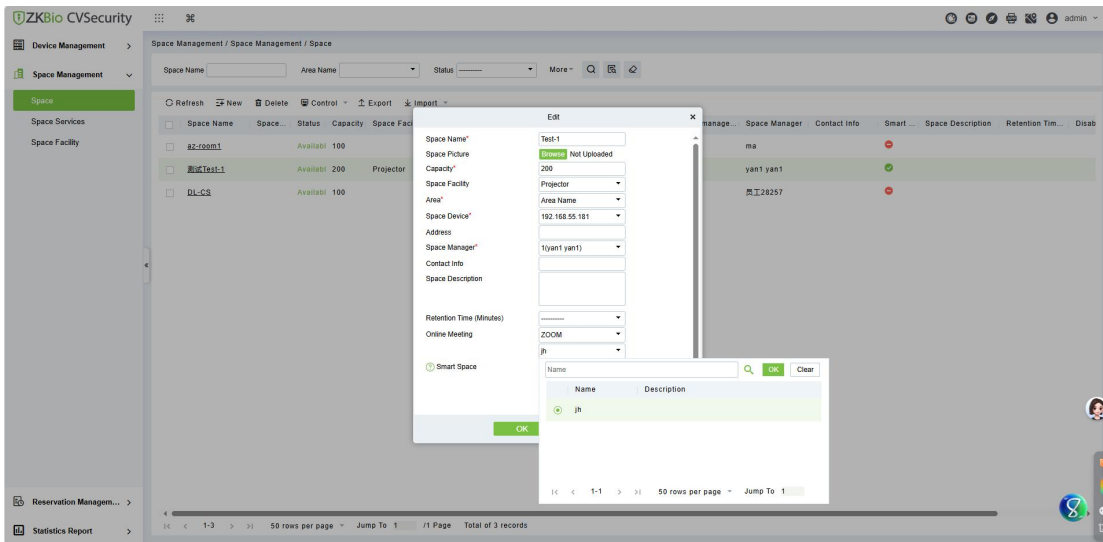 ZKBio CVSecurity
admin
Device Management
Space Management / Space Management / Space
Space Management
Space Name
Area Name
Status ----------
More
Space
Refresh New Delete Control Export Import
Space Services
Space Name Space... Status Capacity Space Faci
manage... Space Manager Contact Info Smart ... Space Description Retention Tim... Disab
Space Facility
az-room1 Availabl 100
ma
测试Test-1 Availabl 200 Projector
yan1 yan1
DL-CS Availabl 100
员工28257
Edit
Space Name* Test-1
Space Picture Browse Not Uploaded
Capacity* 200
Space Facility Projector
Area* Area Name
Space Device* 192.168.55.181
Address
Space Manager* 1(yan1 yan1)
Contact Info
Space Description
Retention Time (Minutes) ----------
Online Meeting ZOOM
jh
Smart Space
OK
Name
OK Clear
Name Description
jh
1-1 50 rows per page Jump To 1
Reservation Managem...
Statistics Report
1-3 50 rows per page Jump To 1 /1 Page Total of 3 records